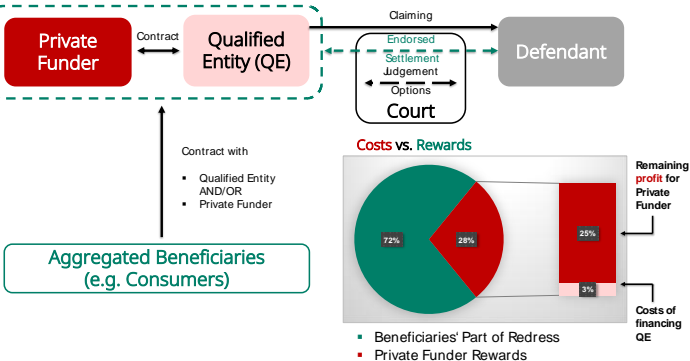 Private
Funder
Contract
Qualified
Entity (QE)
Claiming
Endorsed
Settlement
Judgement
Options
Court
Defendant
Contract with
▪ Qualified Entity
AND/OR
▪ Private Funder
Aggregated Beneficiaries
(e.g. Consumers)
Costs vs. Rewards
72%
28%
25%
3%
Remaining
profit for
Private
Funder
Costs of
financing
QE
▪ Beneficiaries' Part of Redress
▪ Private Funder Rewards